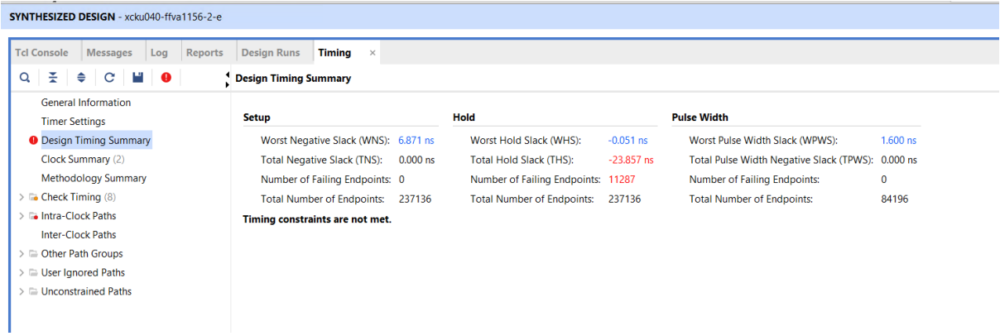 SYNTHESIZED DESIGN - xcku040-ffva1156-2-e
Tcl Console Messages Log Reports Design Runs Timing ×
Design Timing Summary
General Information
Timer Settings
Design Timing Summary
Clock Summary (2)
Methodology Summary
Check Timing (8)
Intra-Clock Paths
Inter-Clock Paths
Other Path Groups
User Ignored Paths
Unconstrained Paths
Setup Hold Pulse Width
Worst Negative Slack (WNS): 6.871 ns Worst Hold Slack (WHS): -0.051 ns Worst Pulse Width Slack (WPWS): 1.600 ns
Total Negative Slack (TNS): 0.000 ns Total Hold Slack (THS): -23.857 ns Total Pulse Width Negative Slack (TPWS): 0.000 ns
Number of Failing Endpoints: 0 Number of Failing Endpoints: 11287 Number of Failing Endpoints: 0
Total Number of Endpoints: 237136 Total Number of Endpoints: 237136 Total Number of Endpoints: 84196
Timing constraints are not met.